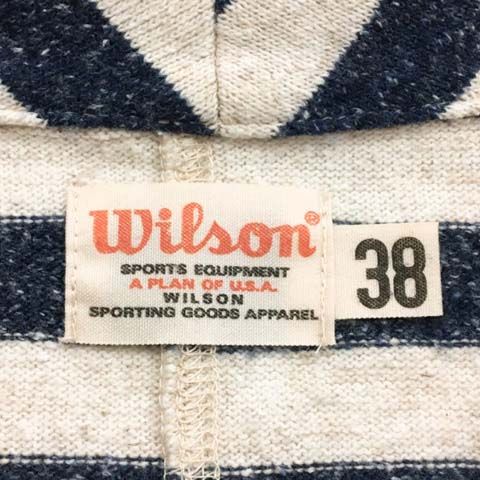 Wilson®
SPORTS EQUIPMENT
A PLAN OF U.S.A.
WILSON
SPORTING GOODS APPAREL
38